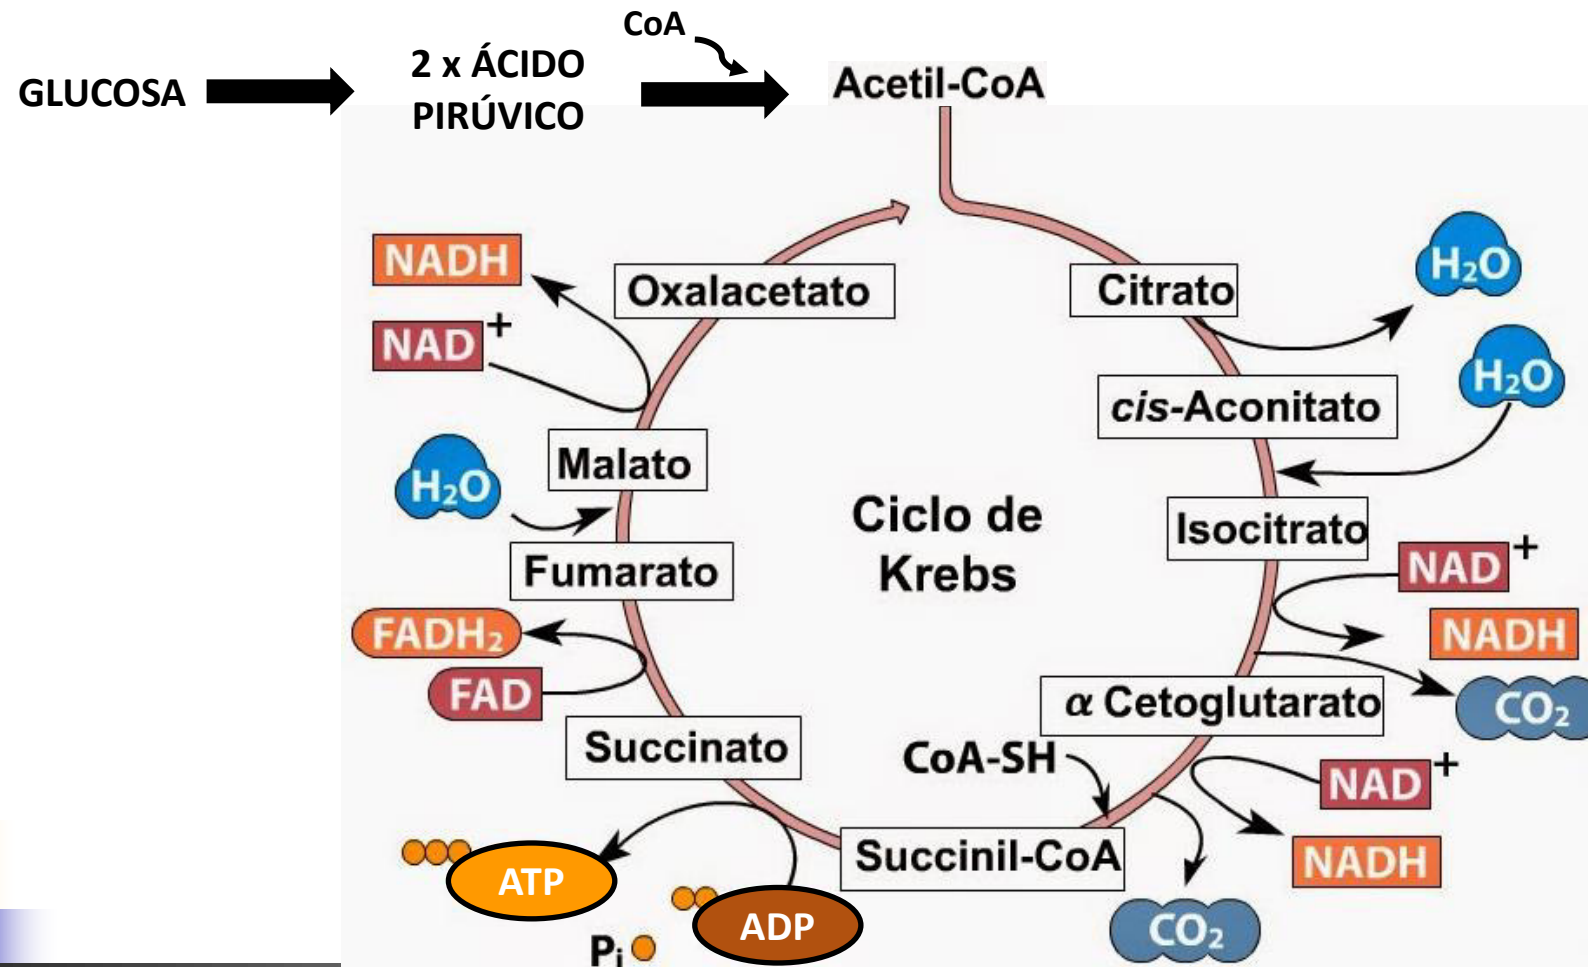 CoA
GLUCOSA
2 x ÁCIDO
PIRÚVICO
Acetil-CoA
NADH
NAD+
Oxalacetato
Citrato
H2O
H2O
cis-Aconitato
Malato
H2O
Ciclo de
Krebs
Isocitrato
NAD+
Fumarato
NADH
FADH2
FAD
α Cetoglutarato
CO2
Succinato
CoA-SH
NAD+
Succinil-CoA
NADH
ATP
ADP
Pi
CO2